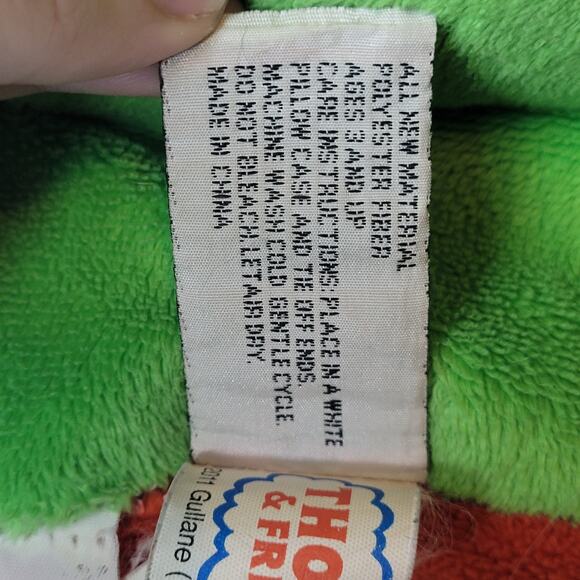 ALL NEW MATERIAL
POLYESTER FIBER
AGES 3 AND UP
CARE INSTRUCTIONS: PLACE IN A WHITE
PILLOW CASE AND TIE OFF ENDS.
MACHINE WASH COLD GENTLE CYCLE.
DO NOT BLEACH. LET AIR DRY.
MADE IN CHINA
THO
& FRI
2011 Gullane (